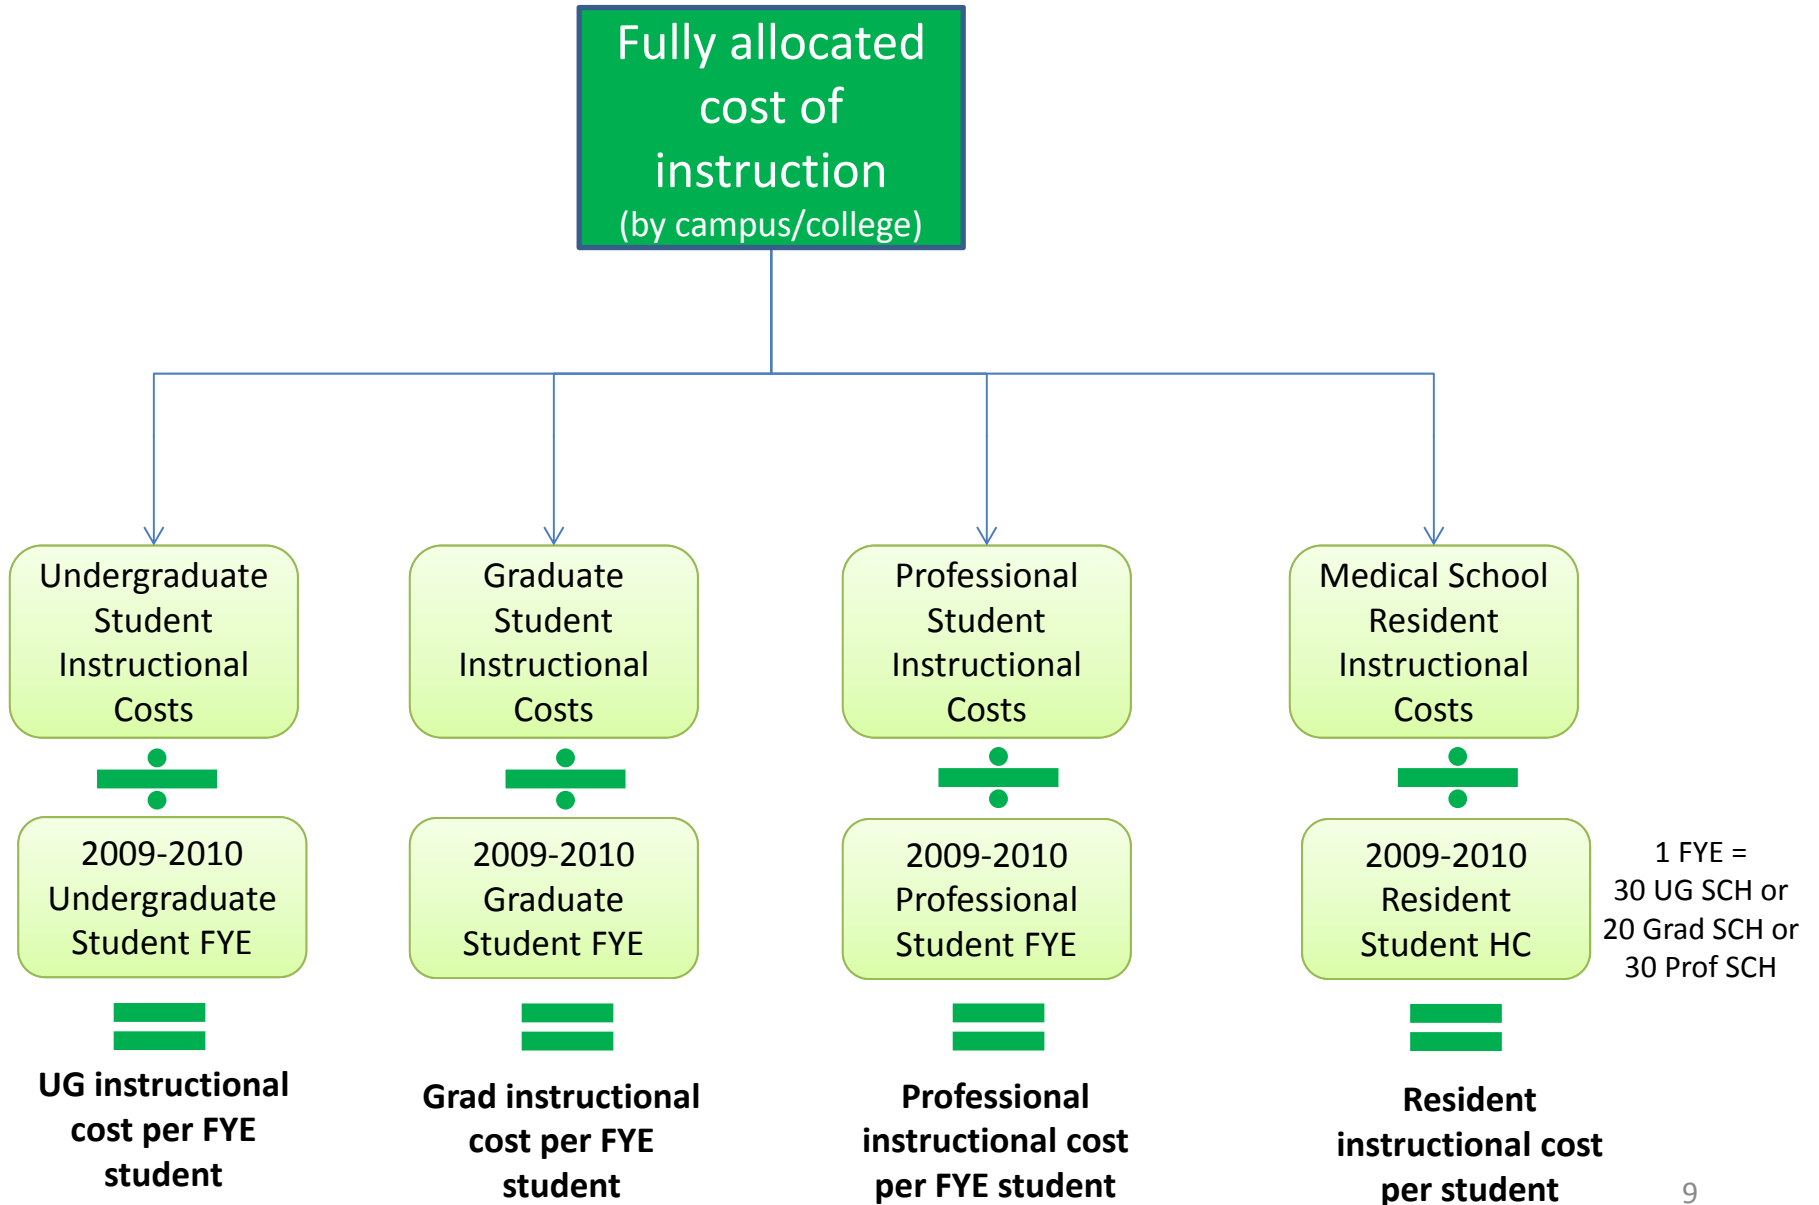 Fully allocated
cost of
instruction
(by campus/college)
Undergraduate
Student
Instructional
Costs
Graduate
Student
Instructional
Costs
Professional
Student
Instructional
Costs
Medical School
Resident
Instructional
Costs
2009-2010
Undergraduate
Student FYE
2009-2010
Graduate
Student FYE
2009-2010
Professional
Student FYE
2009-2010
Resident
Student HC
1 FYE =
30 UG SCH or
20 Grad SCH or
30 Prof SCH
UG instructional
cost per FYE
student
Grad instructional
cost per FYE
student
Professional
instructional cost
per FYE student
Resident
instructional cost
per student
9